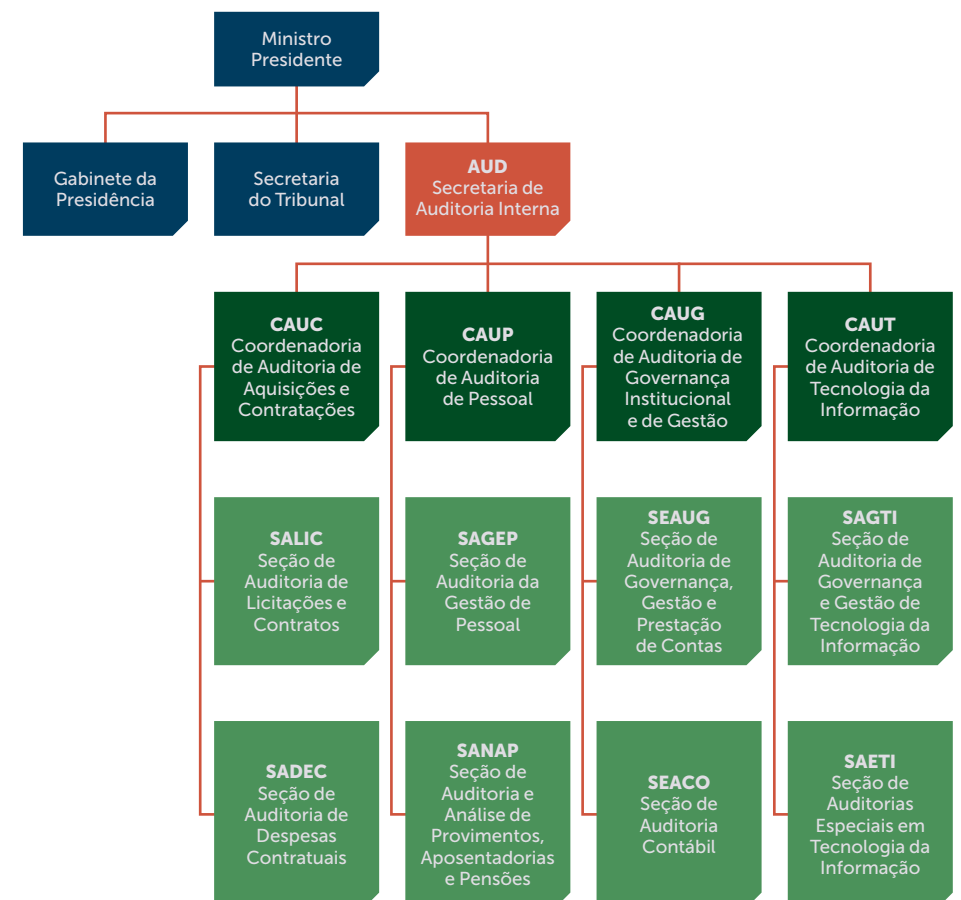 Ministro
Presidente
Gabinete da
Presidência
Secretaria
do Tribunal
AUD
Secretaria de
Auditoria Interna
CAUC
Coordenadoria
de Auditoria de
Aquisições e
Contratações
CAUP
Coordenadoria
de Auditoria
de Pessoal
CAUG
Coordenadoria
de Auditoria de
Governança
Institucional
e de Gestão
CAUT
Coordenadoria
de Auditoria de
Tecnologia da
Informação
SALIC
Seção de
Auditoria de
Licitações e
Contratos
SAGEP
Seção de
Auditoria da
Gestão de
Pessoal
SEAUG
Seção de
Auditoria de
Governança,
Gestão e
Prestação
de Contas
SAGTI
Seção de
Auditoria de
Governança
e Gestão de
Tecnologia da
Informação
SADEC
Seção de
Auditoria de
Despesas
Contratuais
SANAP
Seção de
Auditoria e
Análise de
Provimentos,
Aposentadorias
e Pensões
SEACO
Seção de
Auditoria
Contábil
SAETI
Seção de
Auditorias
Especiais em
Tecnologia da
Informação